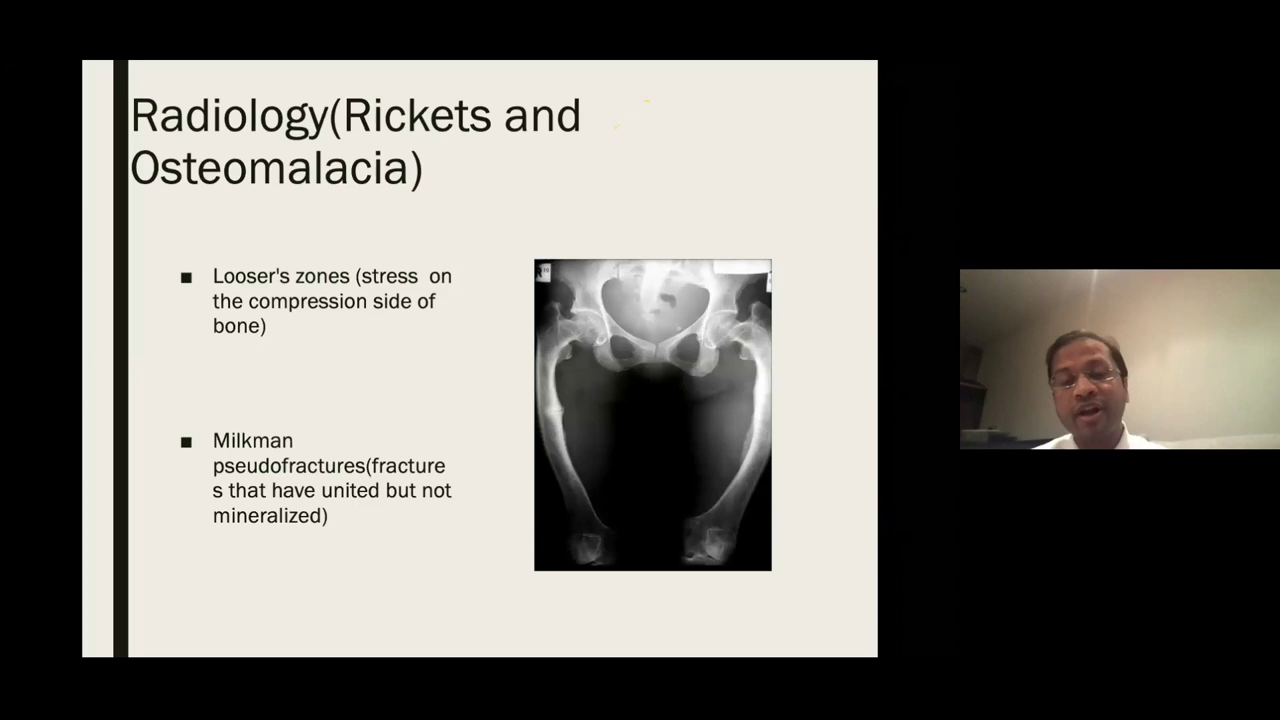 Radiology(Rickets and
Osteomalacia)
■ Looser's zones (stress on
the compression side of
bone)
■ Milkman
pseudofractures(fracture
s that have united but not
mineralized)